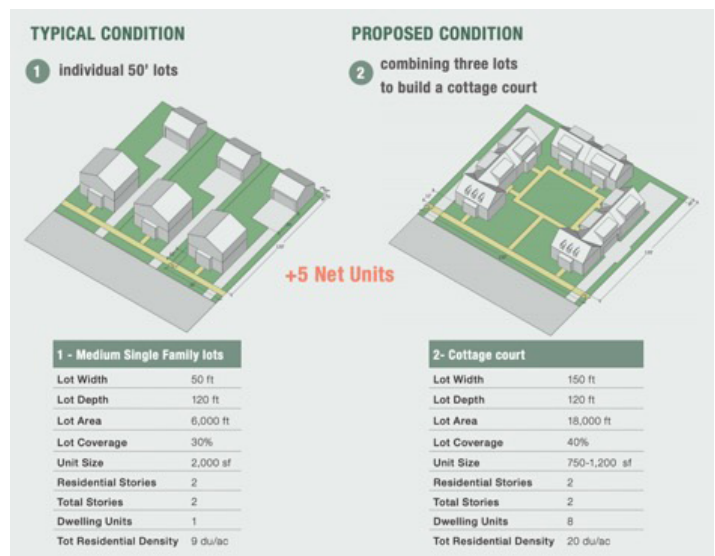 TYPICAL CONDITION
1 individual 50' lots
PROPOSED CONDITION
2 combining three lots
to build a cottage court
+5 Net Units
1 - Medium Single Family lots
Lot Width 50 ft
Lot Depth 120 ft
Lot Area 6,000 ft
Lot Coverage 30%
Unit Size 2,000 sf
Residential Stories 2
Total Stories 2
Dwelling Units 1
Tot Residential Density 9 du/ac
2- Cottage court
Lot Width 150 ft
Lot Depth 120 ft
Lot Area 18,000 ft
Lot Coverage 40%
Unit Size 750-1,200 sf
Residential Stories 2
Total Stories 2
Dwelling Units 8
Tot Residential Density 20 du/ac